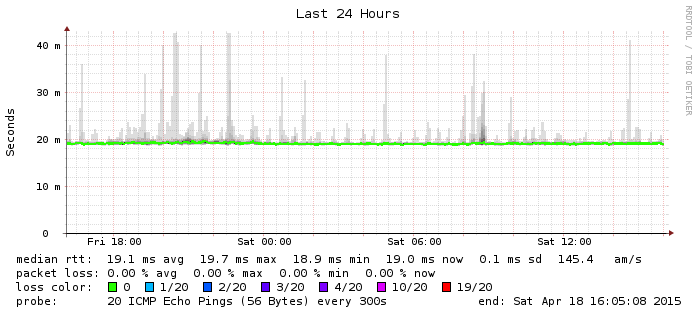 Last 24 Hours
RRDTOOL / TOBI OETIKER
Seconds
40 m
30 m
20 m
10 m
0
Fri 18:00 Sat 00:00 Sat 06:00 Sat 12:00
median rtt: 19.1 ms avg 19.7 ms max 18.9 ms min 19.0 ms now 0.1 ms sd 145.4 am/s
packet loss: 0.00 % avg 0.00 % max 0.00 % min 0.00 % now
loss color: 0 1/20 2/20 3/20 4/20 10/20 19/20
probe: 20 ICMP Echo Pings (56 Bytes) every 300s end: Sat Apr 18 16:05:08 2015